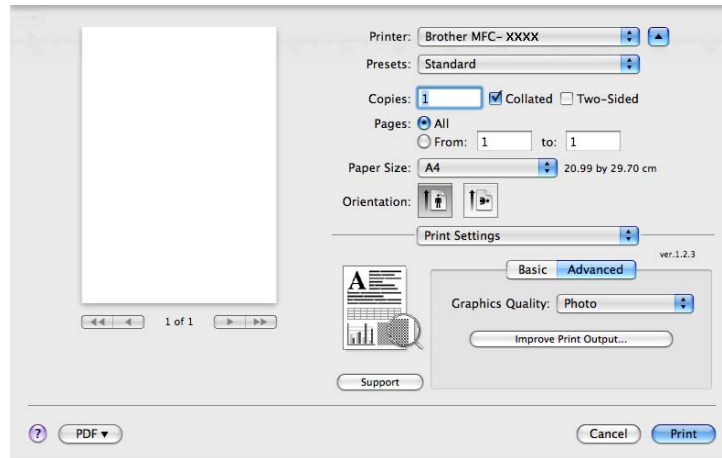 Printer: Brother MFC- XXXX
Presets: Standard
Copies: 1 Collated Two-Sided
Pages: All
From: 1 to: 1
Paper Size: A4 20.99 by 29.70 cm
Orientation:
Print Settings
ver.1.2.3
Basic Advanced
A
Graphics Quality: Photo
1 of 1
Improve Print Output...
Support
? PDF ▼ Cancel Print